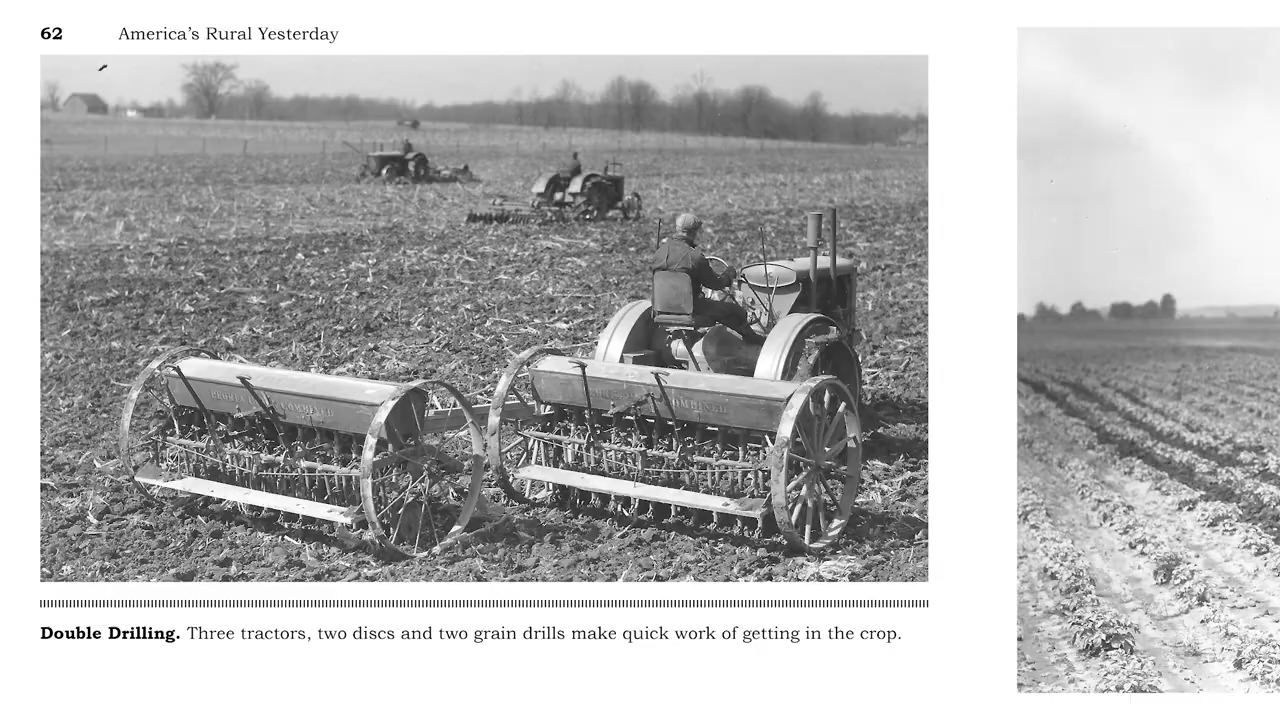 62 America's Rural Yesterday
COMBINED
Double Drilling. Three tractors, two discs and two grain drills make quick work of getting in the crop.